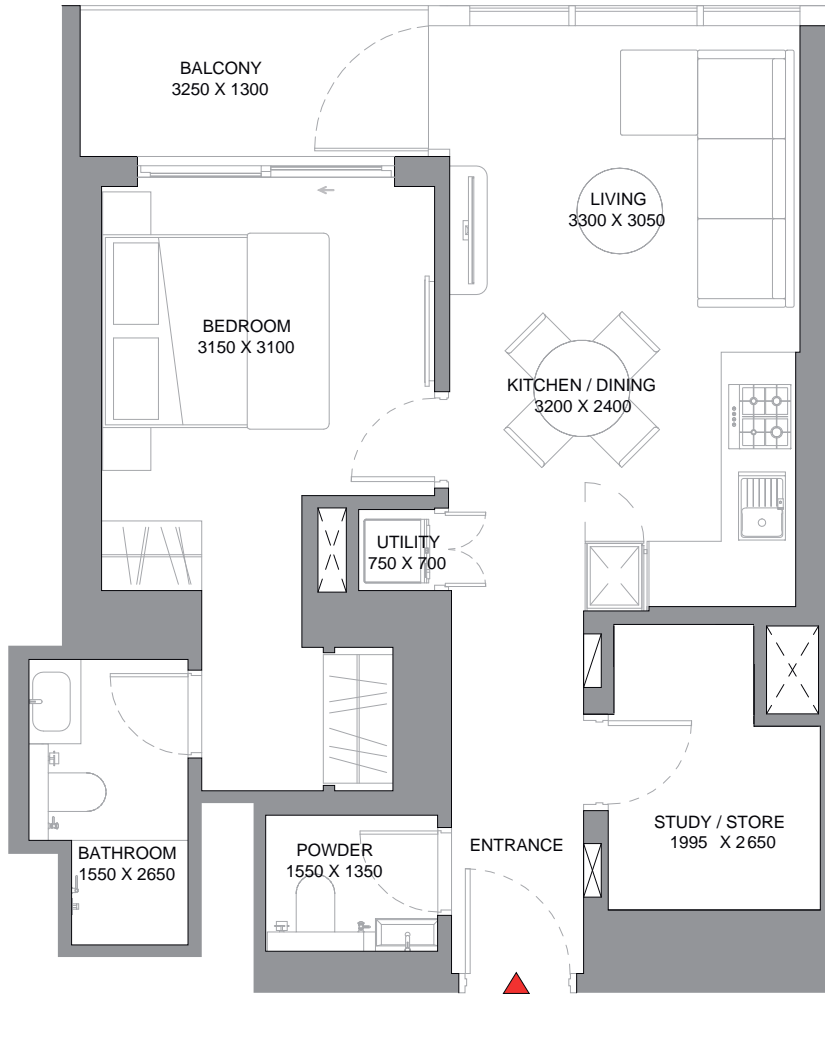 BALCONY
3250 X 1300
LIVING
3300 X 3050
BEDROOM
3150 X 3100
KITCHEN / DINING
3200 X 2400
UTILITY
750 X 700
STUDY / STORE
1995 X 2650
ENTRANCE
POWDER
1550 X 1350
BATHROOM
1550 X 2650